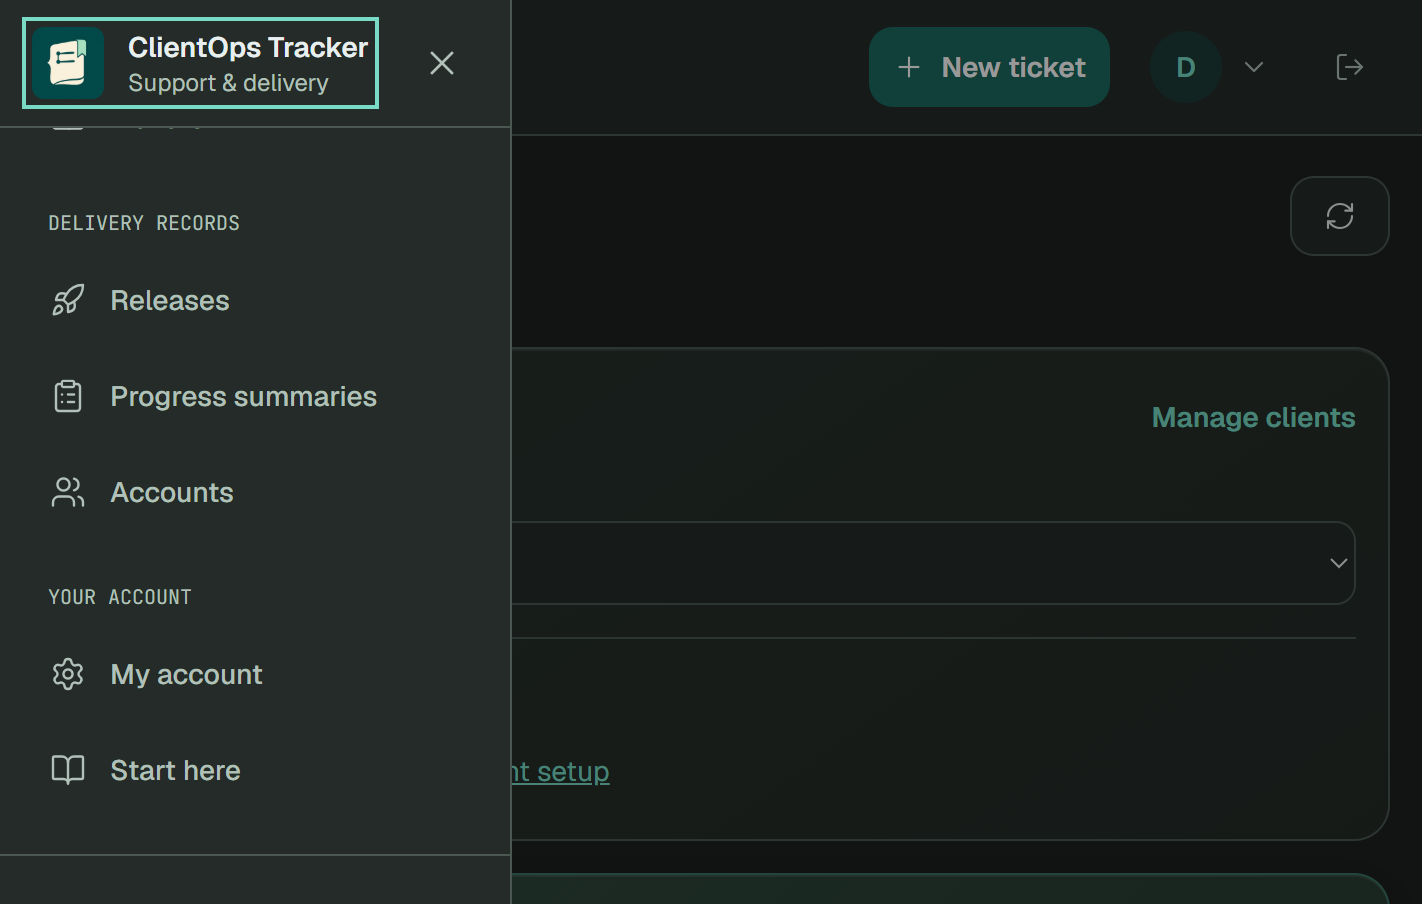 ClientOps Tracker
Support & delivery
New ticket
D
DELIVERY RECORDS
Releases
Progress summaries
Accounts
YOUR ACCOUNT
My account
Start here
Manage clients
setup